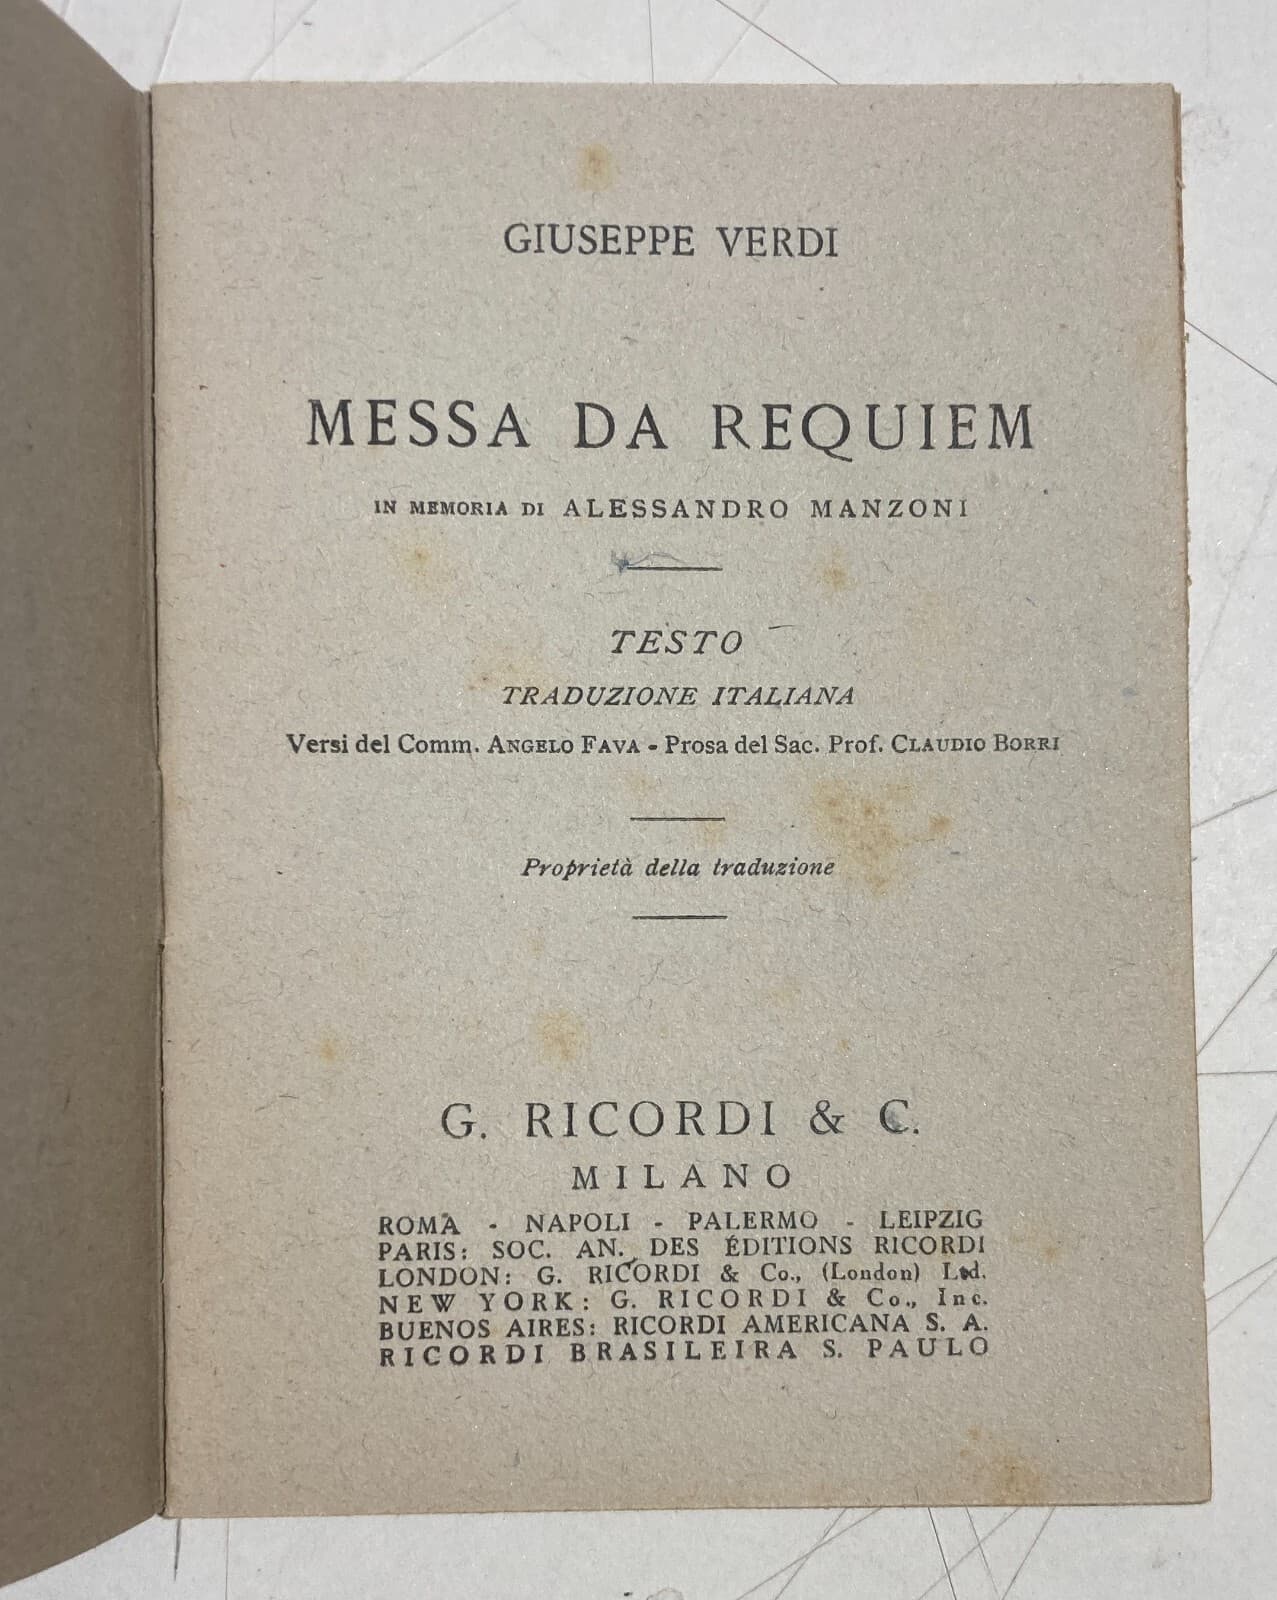 GIUSEPPE VERDI
MESSA DA REQUIEM
IN MEMORIA DI ALESSANDRO MANZONI
TESTO
TRADUZIONE ITALIANA
Versi del Comm. ANGELO FAVA - Prosa del Sac. Prof. CLAUDIO BORRI
Proprietà della traduzione
G. RICORDI & C.
MILANO
ROMA - NAPOLI - PALERMO - LEIPZIG
PARIS: SOC. AN. DES ÉDITIONS RICORDI
LONDON: G. RICORDI & Co., (London) Ltd.
NEW YORK: G. RICORDI & Co., Inc.
BUENOS AIRES: RICORDI AMERICANA S. A.
RICORDI BRASILEIRA S. PAULO